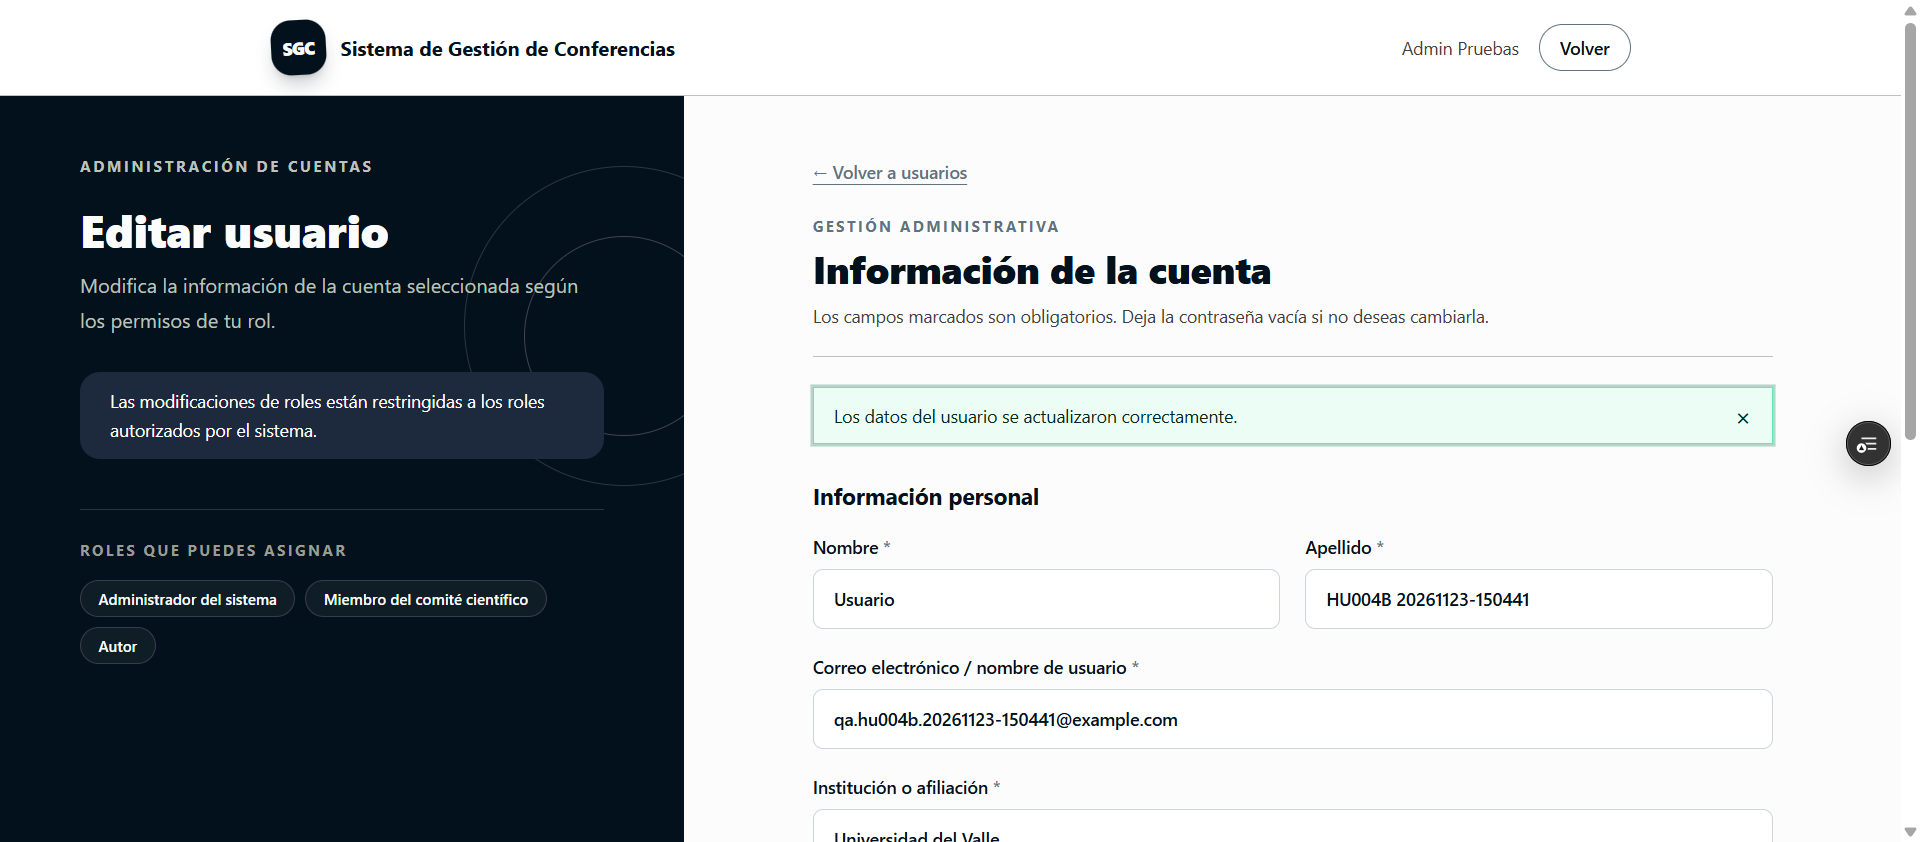 SGC
Sistema de Gestión de Conferencias
Admin Pruebas
Volver
ADMINISTRACIÓN DE CUENTAS
Editar usuario
Modifica la información de la cuenta seleccionada según
los permisos de tu rol.
Las modificaciones de roles están restringidas a los roles
autorizados por el sistema.
ROLES QUE PUEDES ASIGNAR
Administrador del sistema
Miembro del comité científico
Autor
← Volver a usuarios
GESTIÓN ADMINISTRATIVA
Información de la cuenta
Los campos marcados son obligatorios. Deja la contraseña vacía si no deseas cambiarla.
Los datos del usuario se actualizaron correctamente.
×
Información personal
Nombre *
Usuario
Apellido *
HU004B 20261123-150441
Correo electrónico / nombre de usuario *
qa.hu004b.20261123-150441@example.com
Institución o afiliación *
Universidad del Valle